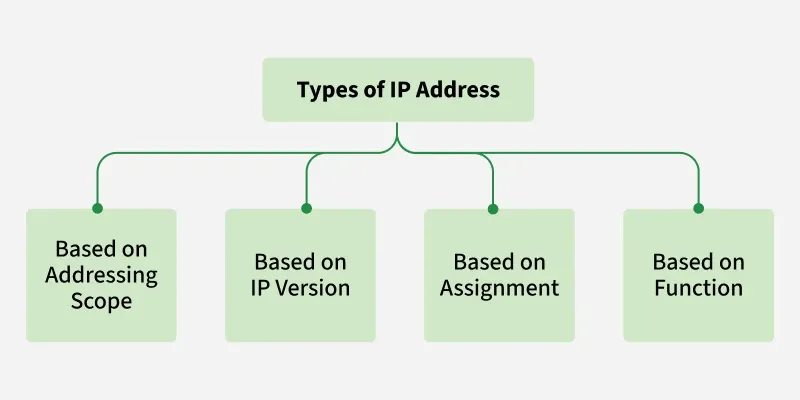 Types of IP Address
Based on
Addressing
Scope
Based on
IP Version
Based on
Assignment
Based on
Function